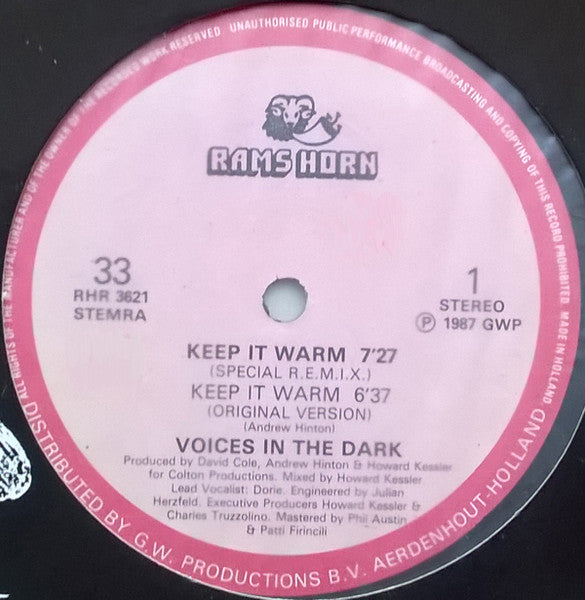 ALL RIGHTS OF THE MANUFACTURER AND OF THE OWNER OF THE RECORDED WORK RESERVED. UNAUTHORISED PUBLIC PERFORMANCE BROADCASTING AND COPYING OF THIS RECORD PROHIBITED. MADE IN HOLLAND
RAMS HORN
33
RHR 3621
STEMRA
1
STEREO
Ⓟ 1987 GWP
KEEP IT WARM 7'27
(SPECIAL R.E.M.I.X.)
KEEP IT WARM 6'37
(ORIGINAL VERSION)
(Andrew Hinton)
VOICES IN THE DARK
Produced by David Cole, Andrew Hinton & Howard Kessler
for Colton Productions. Mixed by Howard Kessler
Lead Vocalist: Dorie. Engineered by Julian
Herzfeld. Executive Producers Howard Kessler &
Charles Truzzolino. Mastered by Phil Austin
& Patti Firincili
DISTRIBUTED BY G.W. PRODUCTIONS B.V. AERDENHOUT-HOLLAND